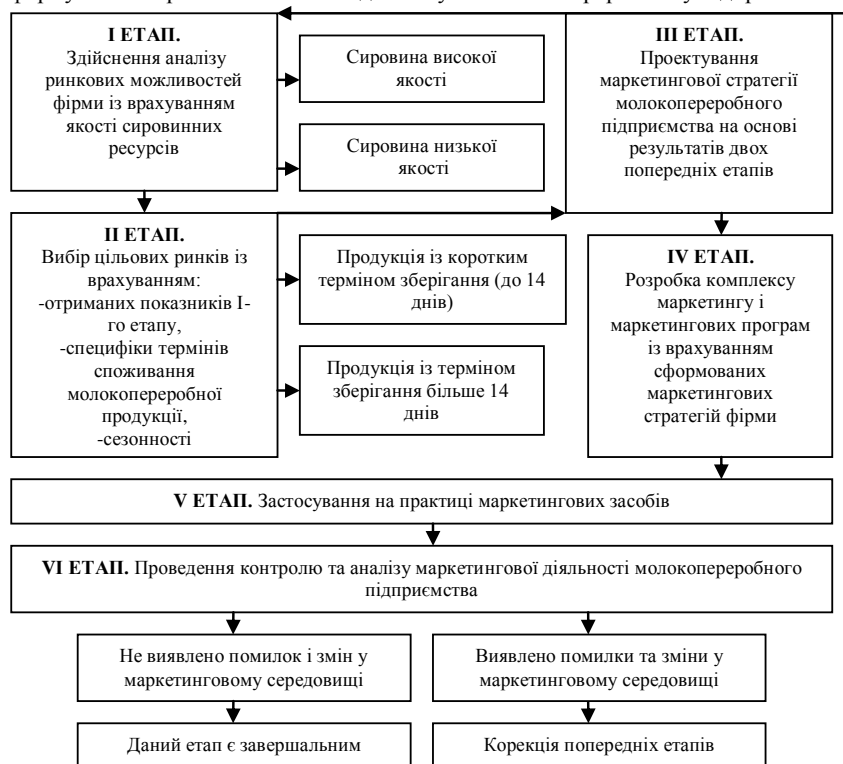 I ЕТАП.
Здійснення аналізу
ринкових можливостей
фірми із врахуванням
якості сировинних
ресурсів
Сировина високої
якості
Сировина низької
якості
II ЕТАП.
Вибір цільових ринків із
врахуванням:
-отриманих показників I-
го етапу,
-специфіки термінів
споживання
молокопереробної
продукції,
-сезонності
Продукція із коротким
терміном зберігання (до 14
днів)
Продукція із терміном
зберігання більше 14
днів
III ЕТАП.
Проектування
маркетингової стратегії
молокопереробного
підприємства на основі
результатів двох
попередніх етапів
IV ЕТАП.
Розробка комплексу
маркетингу і
маркетингових програм
із врахуванням
сформованих
маркетингових
стратегій фірми
V ЕТАП. Застосування на практиці маркетингових засобів
VI ЕТАП. Проведення контролю та аналізу маркетингової діяльності молокопереробного
підприємства
Не виявлено помилок і змін у
маркетинговому середовищі
Виявлено помилки та зміни у
маркетинговому середовищі
Даний етап є завершальним
Корекція попередніх етапів